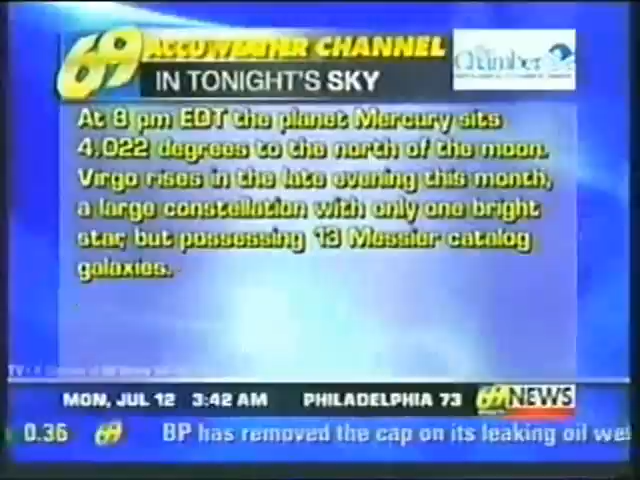 69 ACCUWEATHER CHANNEL
The Chamber
IN TONIGHT'S SKY
At 8 pm EDT the planet Mercury sits
4.022 degrees to the north of the moon.
Virgo rises in the late evening this month,
a large constellation with only one bright
star, but possessing 13 Messier catalog
galaxies.
MON, JUL 12 3:42 AM PHILADELPHIA 73 69 NEWS
0.36 69 BP has removed the cap on its leaking oil we